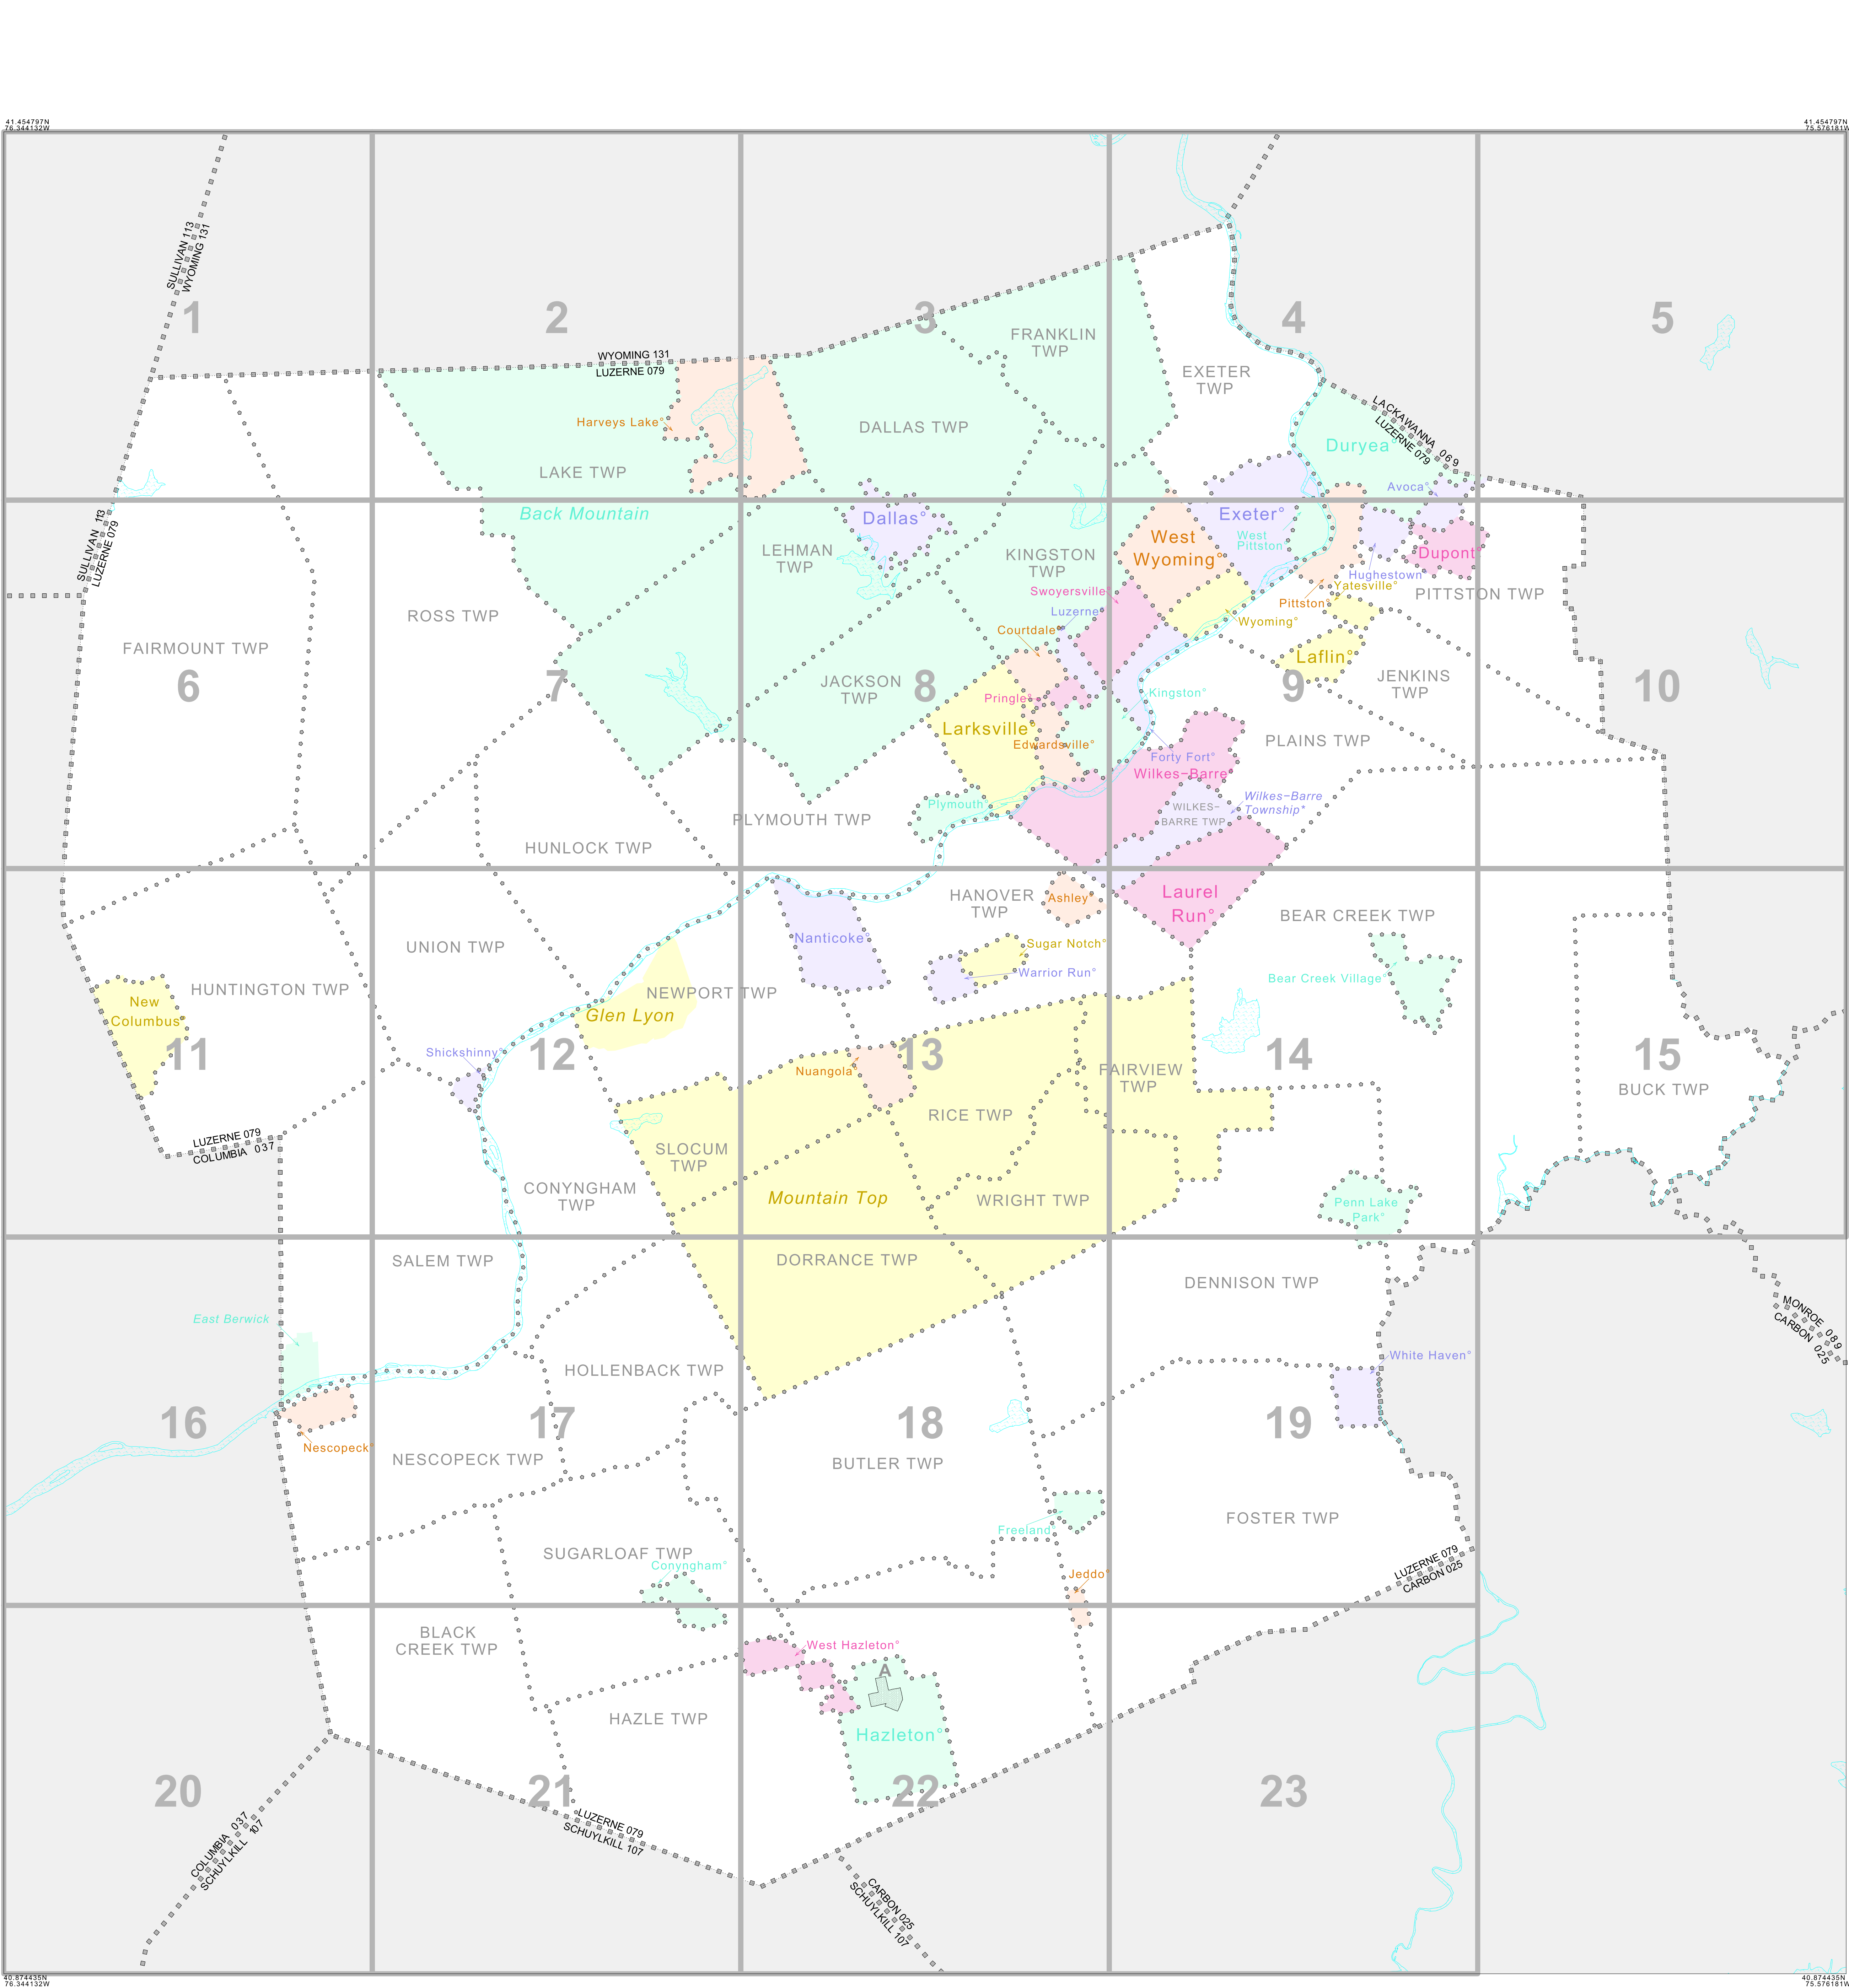 41.454797N
76.344132W
41.454797N
75.576181W
SULLIVAN 113
WYOMING 131
1
2
3
4
5
FRANKLIN
TWP
WYOMING 131
LUZERNE 079
EXETER
TWP
LACKAWANNA 069
LUZERNE 079
Harveys Lake°
DALLAS TWP
Duryea°
LAKE TWP
Avoca°
SULLIVAN 113
LUZERNE 079
Back Mountain
Dallas°
Exeter°
West
Pittston
West
Wyoming°
LEHMAN
TWP
KINGSTON
TWP
Dupont°
Hughestown
Yatesville°
Swoyersville
PITTSTON TWP
Pittston°
Luzerne°
ROSS TWP
Wyoming°
Courtdale
FAIRMOUNT TWP
Laflin°
6
7
8
9
10
JACKSON
TWP
JENKINS
TWP
Pringle°
Kingston°
Larksville°
Edwardsville°
PLAINS TWP
Forty Fort°
Wilkes-Barre
Wilkes-Barre
Township*
Plymouth°
WILKES-
BARRE TWP
PLYMOUTH TWP
HUNLOCK TWP
HANOVER
TWP
Ashley°
Laurel
Run°
BEAR CREEK TWP
Nanticoke°
UNION TWP
Sugar Notch°
Warrior Run°
Bear Creek Village°
HUNTINGTON TWP
NEWPORT TWP
New
Columbus°
Glen Lyon
11
12
13
14
15
Shickshinny°
Nuangola
FAIRVIEW
TWP
BUCK TWP
RICE TWP
LUZERNE 079
COLUMBIA 037
SLOCUM
TWP
CONYNGHAM
TWP
Mountain Top
WRIGHT TWP
Penn Lake
Park°
SALEM TWP
DORRANCE TWP
DENNISON TWP
MONROE 089
CARBON 025
East Berwick
White Haven°
HOLLENBACK TWP
16
17
18
19
Nescopeck°
NESCOPECK TWP
BUTLER TWP
FOSTER TWP
Freeland°
SUGARLOAF TWP
Conyngham°
Jeddo°
LUZERNE 079
CARBON 025
BLACK
CREEK TWP
West Hazleton°
A
HAZLE TWP
Hazleton°
20
21
22
23
LUZERNE 079
SCHUYLKILL 107
COLUMBIA 037
SCHUYLKILL 107
CARBON 025
SCHUYLKILL 107
40.874435N
76.344132W
40.874435N
75.576181W